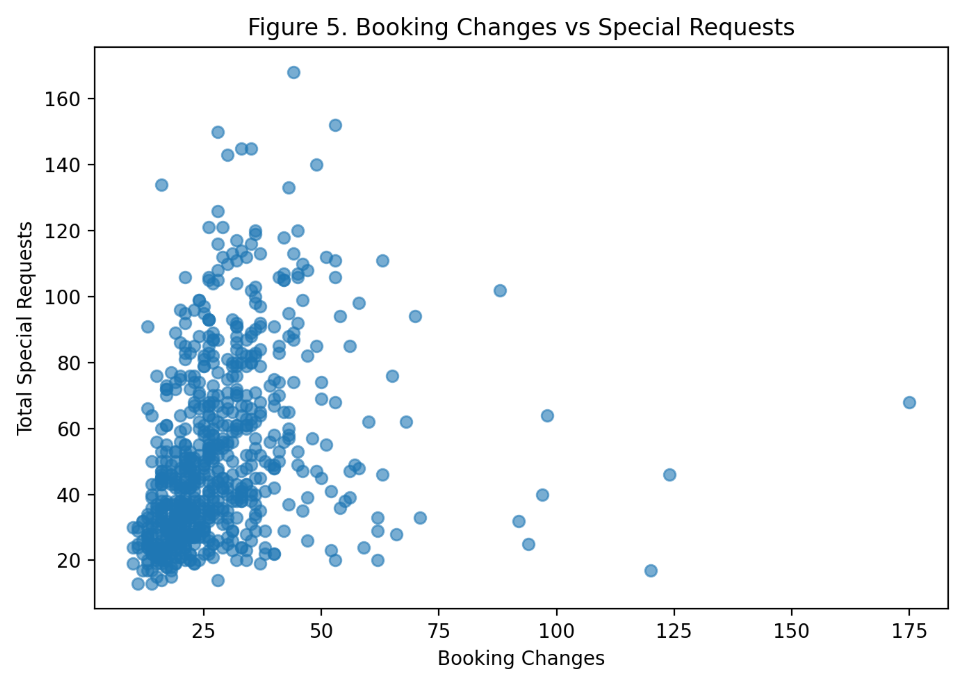 Figure 5. Booking Changes vs Special Requests
160
140
120
100
80
60
40
20
Total Special Requests
25 50 75 100 125 150 175
Booking Changes